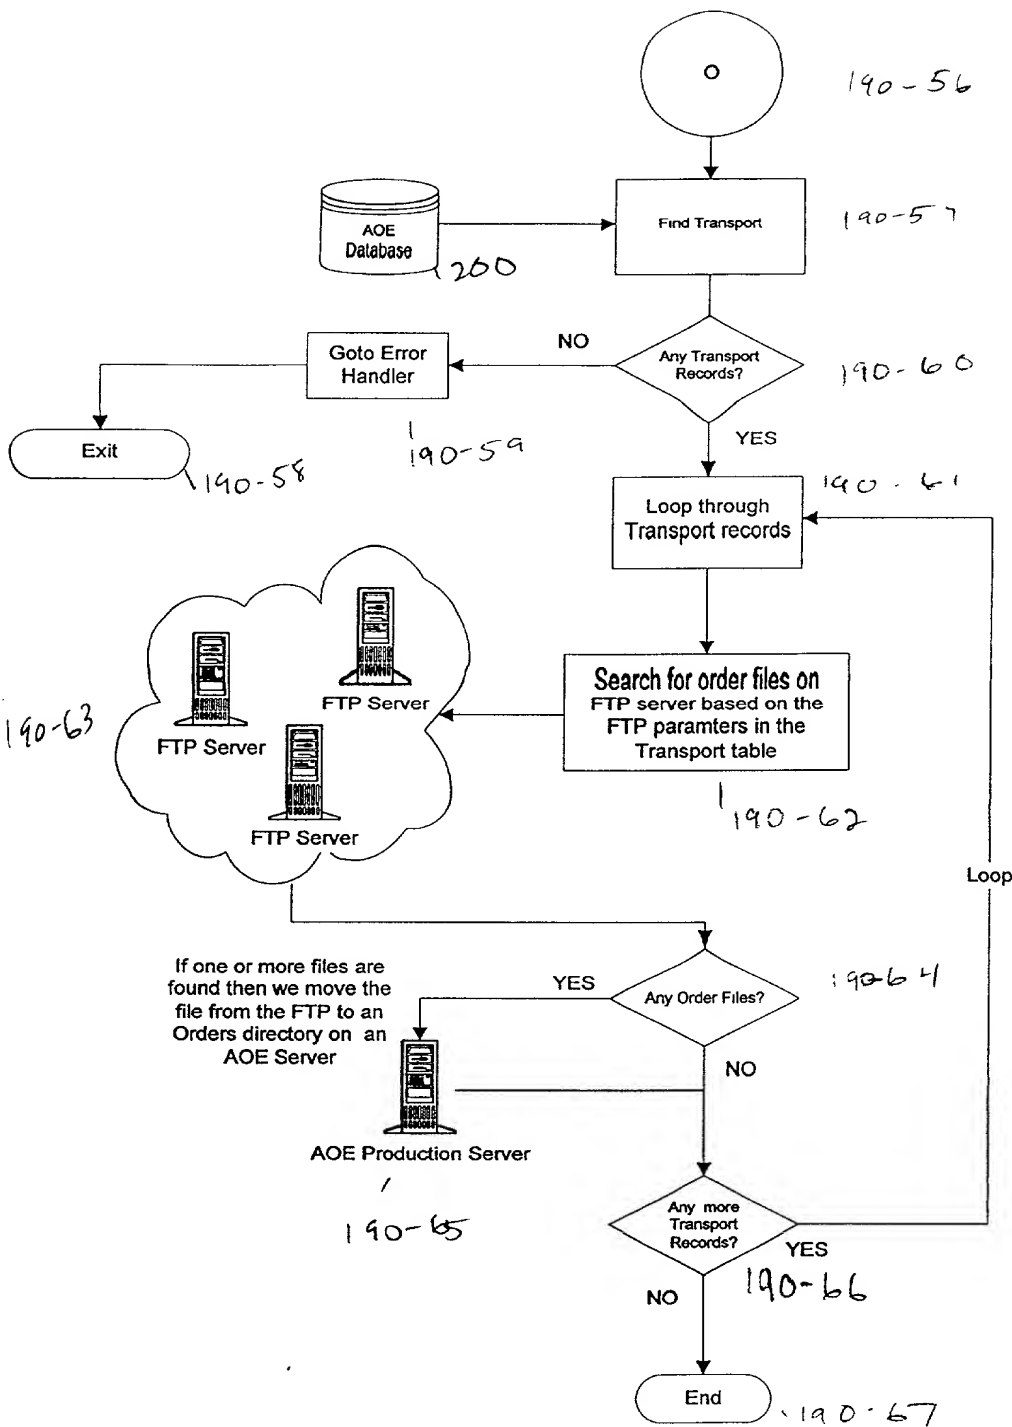 190-56
AOE
Database
200
Find Transport
190-57
Goto Error
Handler
NO
Any Transport
Records?
190-60
YES
Exit
190-58
190-59
190-61
Loop through
Transport records
FTP Server
FTP Server
FTP Server
190-63
Search for order files on
FTP server based on the
FTP paramters in the
Transport table
190-62
Loop
If one or more files are
found then we move the
file from the FTP to an
Orders directory on an
AOE Server
YES
Any Order Files?
190-64
NO
AOE Production Server
190-65
Any more
Transport
Records?
YES
190-66
NO
End
190-67